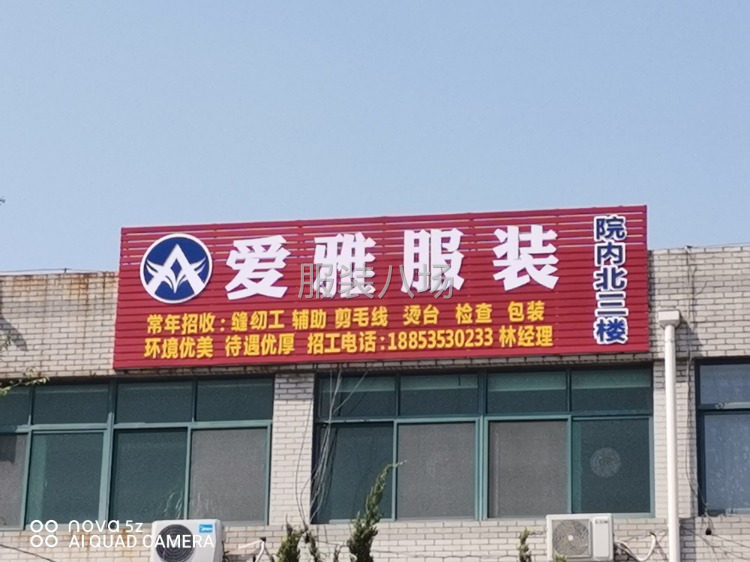 爱雅服装
院内北三楼
服装八场
常年招收:缝纫工 辅助 剪毛线 烫台 检查 包装
环境优美 待遇优厚 招工电话:18853530233 林经理
nova 5z
AI QUAD CAMERA